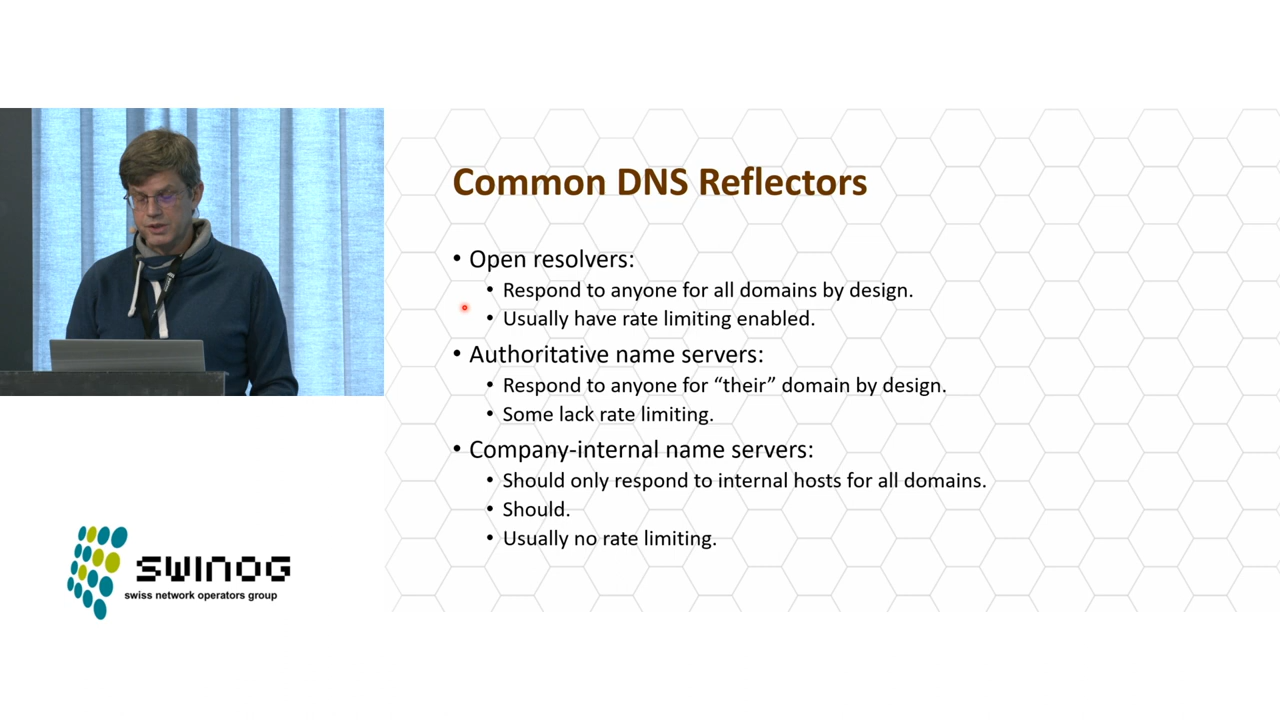 Common DNS Reflectors
• Open resolvers:
• Respond to anyone for all domains by design.
• Usually have rate limiting enabled.
• Authoritative name servers:
• Respond to anyone for “their” domain by design.
• Some lack rate limiting.
• Company-internal name servers:
• Should only respond to internal hosts for all domains.
• Should.
• Usually no rate limiting.
SWINOG
swiss network operators group